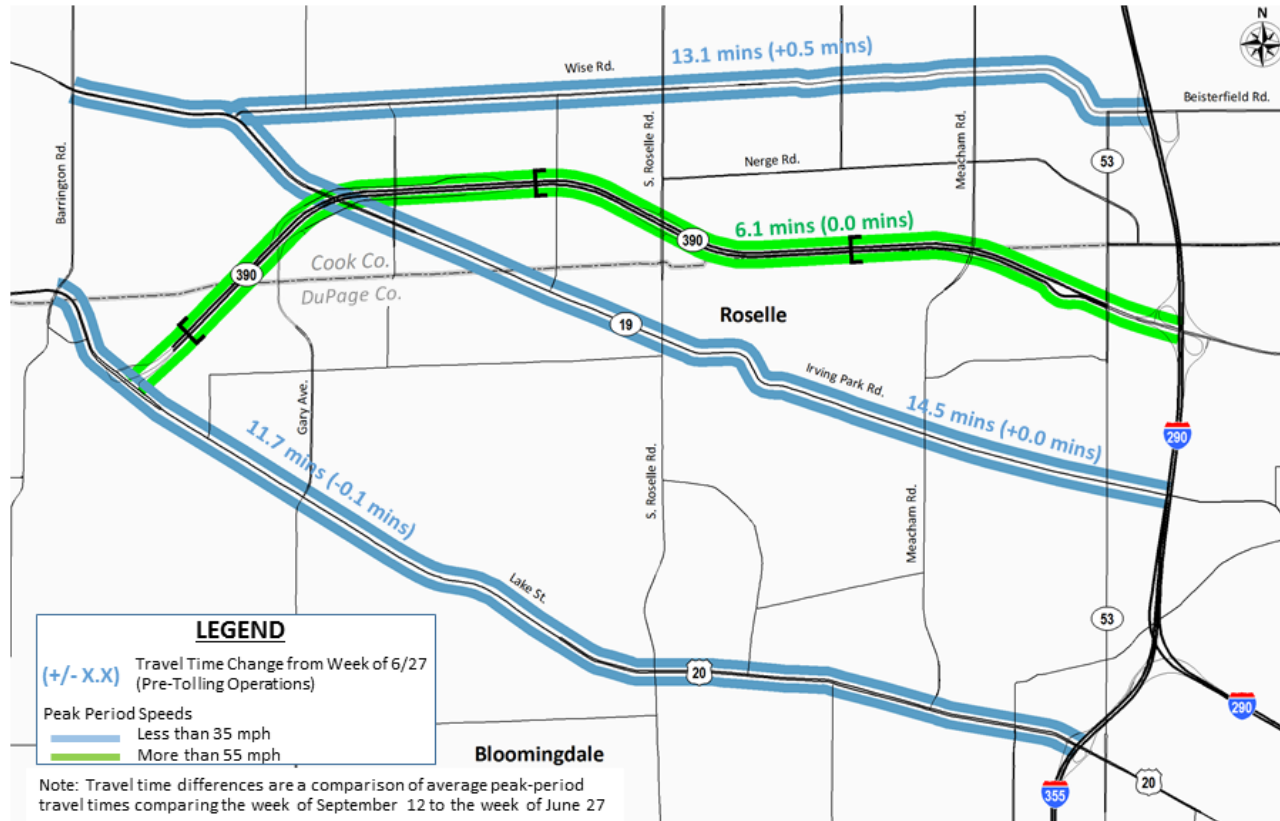 N
13.1 mins (+0.5 mins)
Wise Rd.
Beisterfield Rd.
Barrington Rd.
S. Roselle Rd.
Meacham Rd.
53
Nerge Rd.
6.1 mins (0.0 mins)
390
390
Cook Co.
DuPage Co.
19
Roselle
Irving Park Rd.
14.5 mins (+0.0 mins)
290
Gary Ave.
11.7 mins (-0.1 mins)
S. Roselle Rd.
Meacham Rd.
Lake St.
53
20
290
Bloomingdale
355
20
LEGEND
(+/- X.X) Travel Time Change from Week of 6/27
(Pre-Tolling Operations)
Peak Period Speeds
Less than 35 mph
More than 55 mph
Note: Travel time differences are a comparison of average peak-period
travel times comparing the week of September 12 to the week of June 27